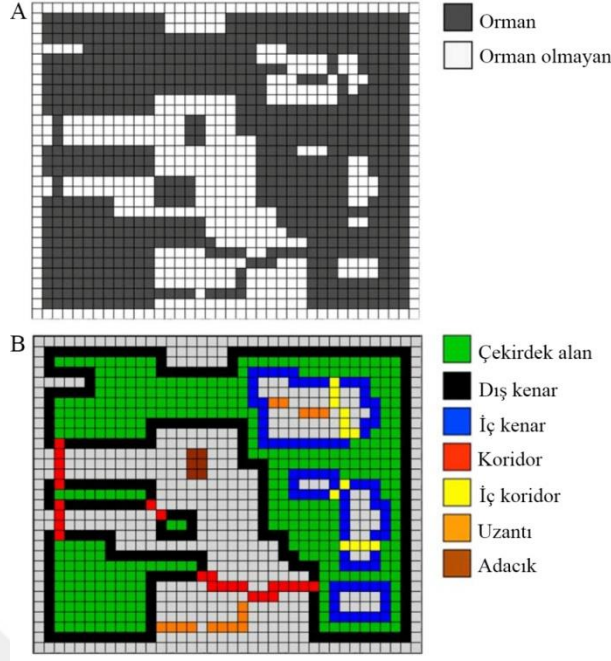 A
Orman
Orman olmayan
B
Çekirdek alan
Dış kenar
İç kenar
Koridor
İç koridor
Uzantı
Adacık